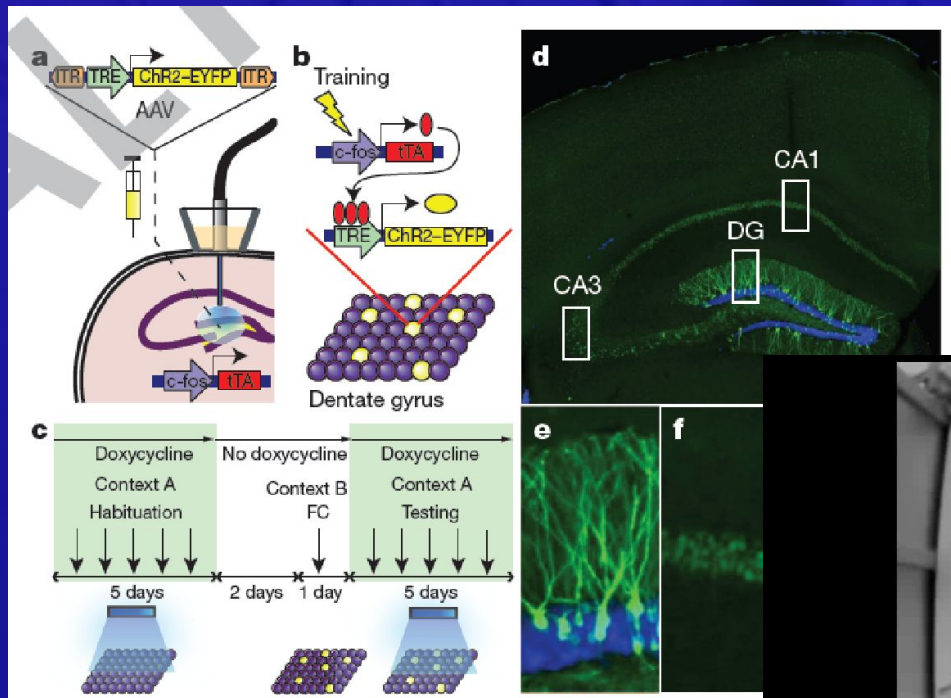 a
ITR TRE ChR2–EYFP ITR
AAV
c-fos tTA
b
Training
c-fos tTA
TRE ChR2–EYFP
Dentate gyrus
c
Doxycycline No doxycycline Doxycycline
Context A Context B Context A
Habituation FC Testing
5 days 2 days 1 day 5 days
d
CA1
DG
CA3
e
f